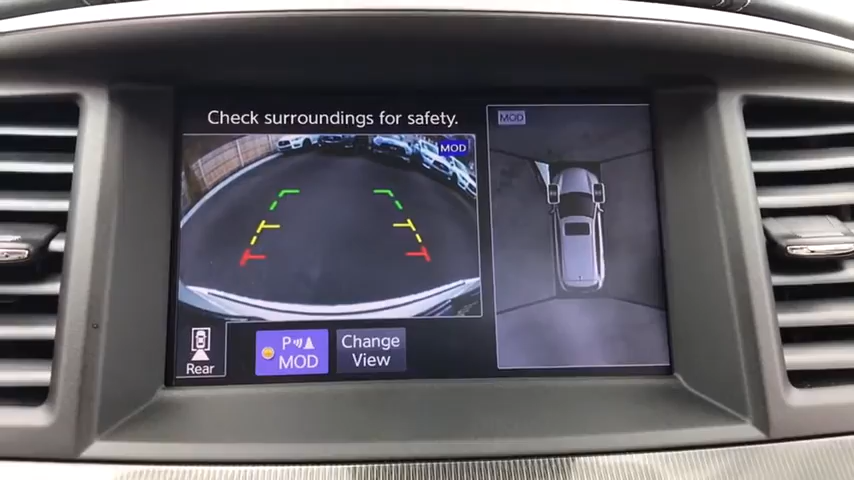 Check surroundings for safety.
MOD
MOD
Rear
P
MOD
Change
View